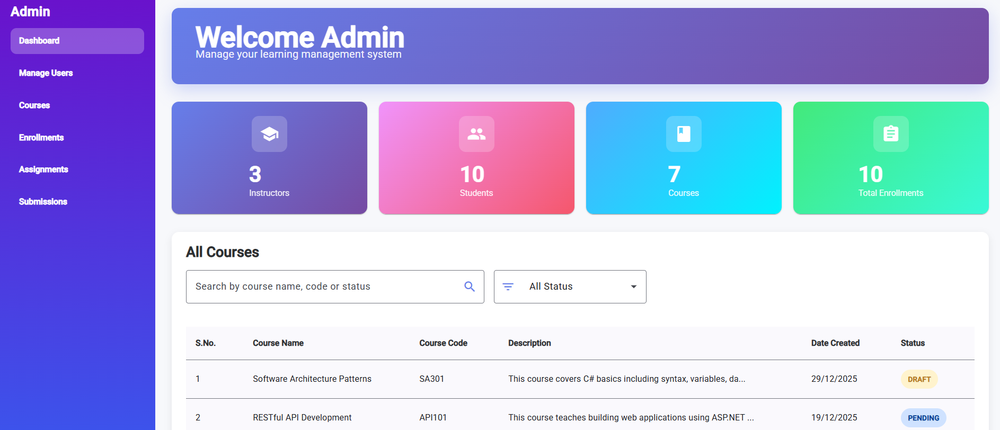 Admin
Dashboard
Manage Users
Courses
Enrollments
Assignments
Submissions
Welcome Admin
Manage your learning management system
3
Instructors
10
Students
7
Courses
10
Total Enrollments
All Courses
Search by course name, code or status
All Status
S.No. Course Name Course Code Description Date Created Status
1 Software Architecture Patterns SA301 This course covers C# basics including syntax, variables, da... 29/12/2025 DRAFT
2 RESTful API Development API101 This course teaches building web applications using ASP.NET ... 19/12/2025 PENDING